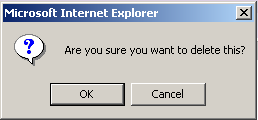 Microsoft Internet Explorer
Are you sure you want to delete this?
OK
Cancel